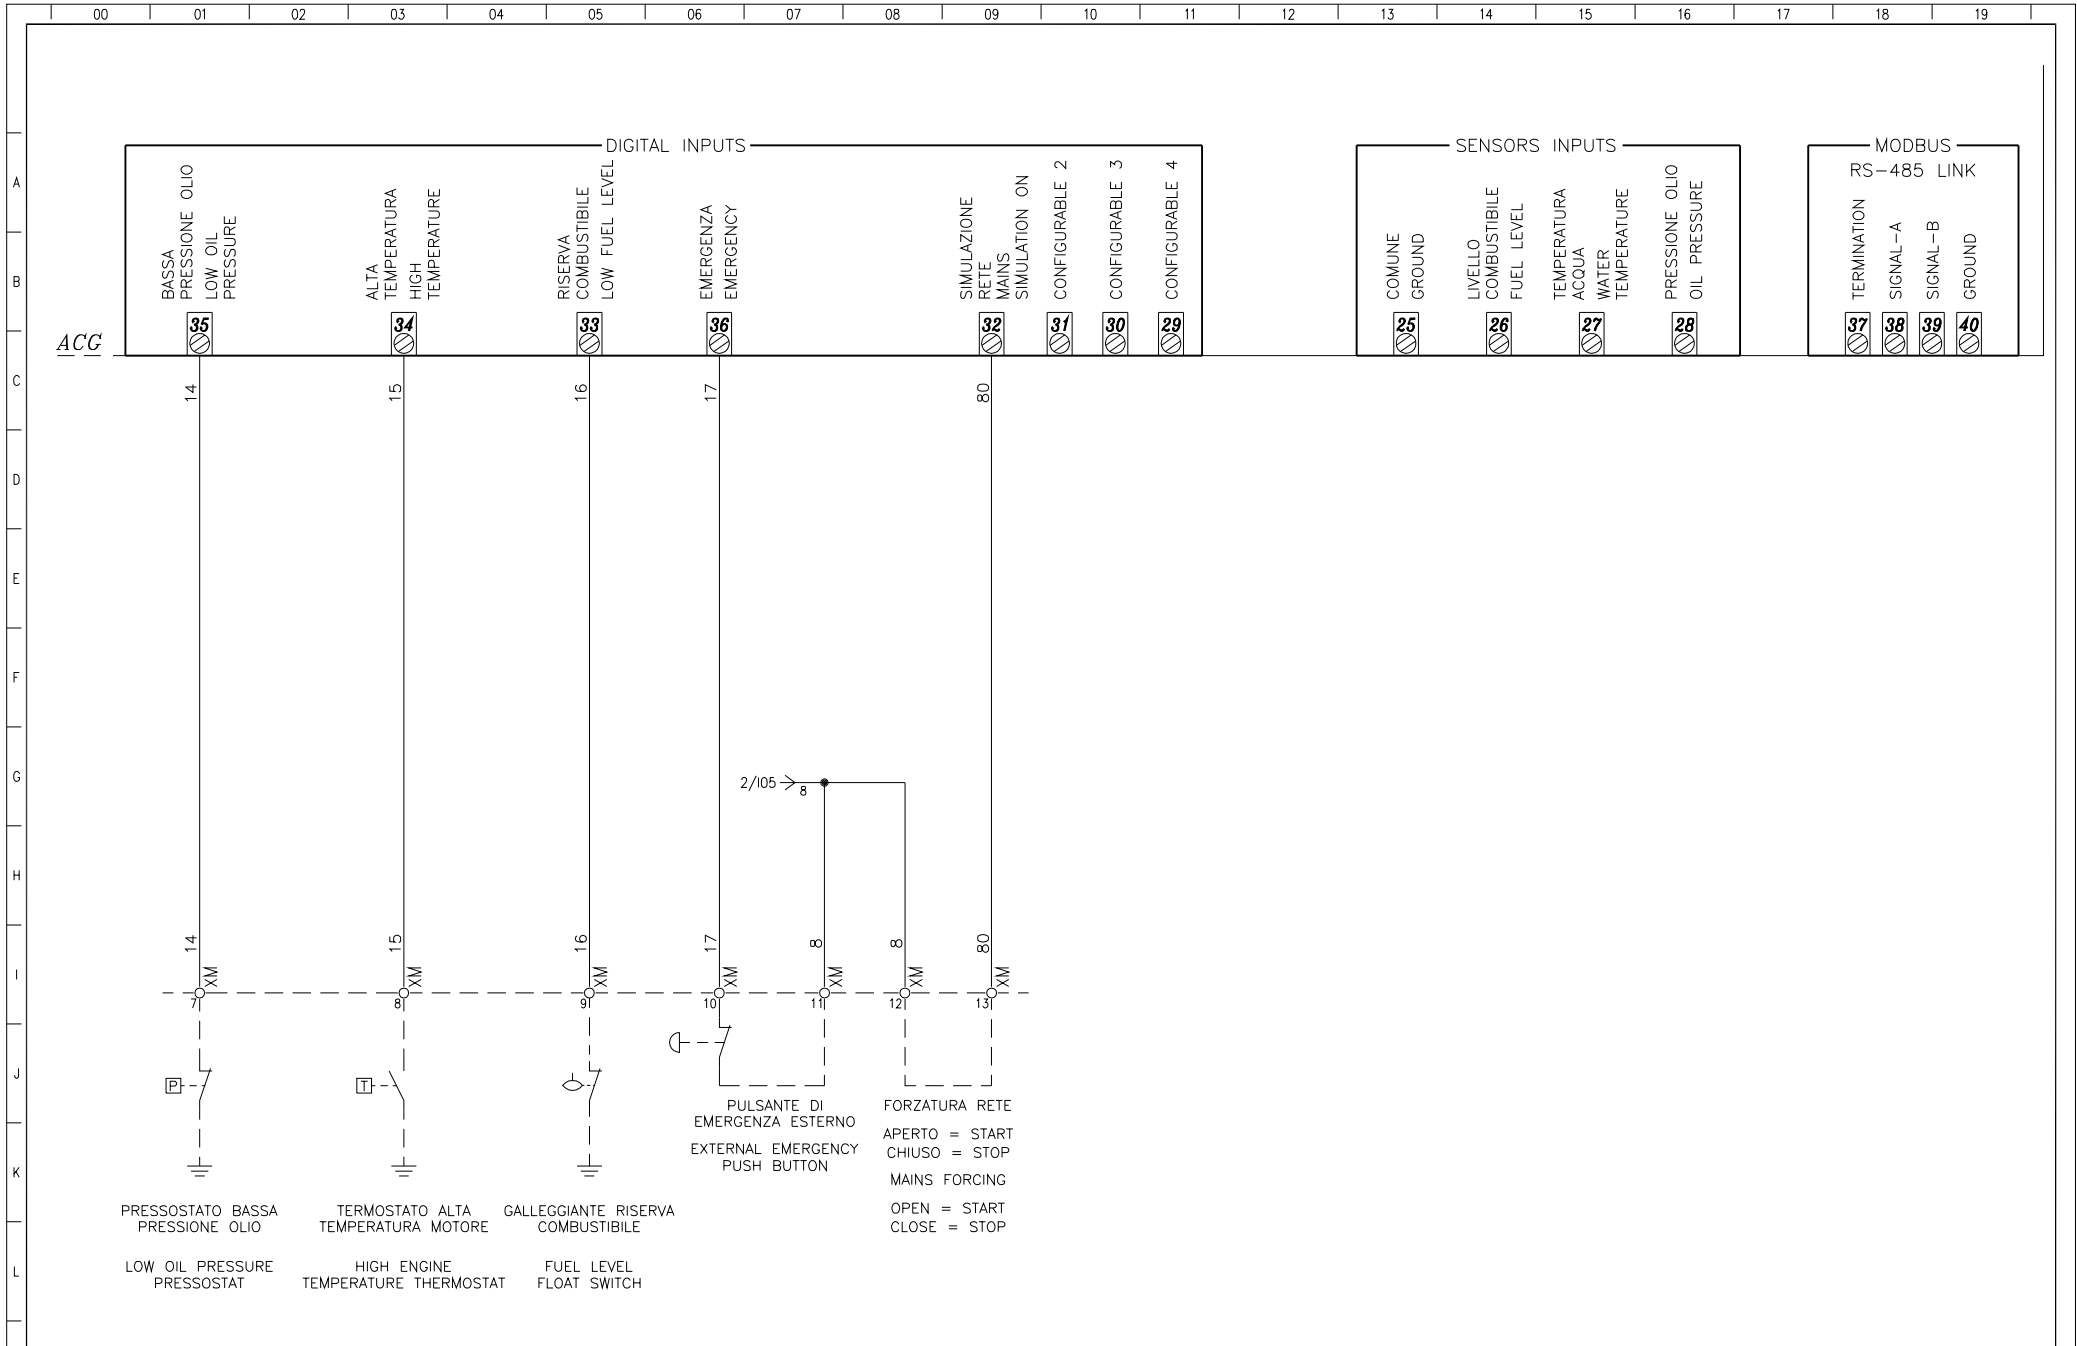 00 01 02 03 04 05 06 07 08 09 10 11 12 13 14 15 16 17 18 19
A
B
C
D
E
F
G
H
I
J
K
L
ACG
DIGITAL INPUTS
BASSA
PRESSIONE OLIO
LOW OIL
PRESSURE
35
ALTA
TEMPERATURA
HIGH
TEMPERATURE
34
RISERVA
COMBUSTIBILE
LOW FUEL LEVEL
33
EMERGENZA
EMERGENCY
36
SIMULAZIONE
RETE
MAINS
SIMULATION ON
32
CONFIGURABLE 2
31
CONFIGURABLE 3
30
CONFIGURABLE 4
29
SENSORS INPUTS
COMUNE
GROUND
25
LIVELLO
COMBUSTIBILE
FUEL LEVEL
26
TEMPERATURA
ACQUA
WATER
TEMPERATURE
27
PRESSIONE OLIO
OIL PRESSURE
28
MODBUS
RS-485 LINK
TERMINATION
37
SIGNAL-A
38
SIGNAL-B
39
GROUND
40
14
15
16
17
80
2/I05
8
14
15
16
17
8
8
80
XM
XM
XM
XM
XM
XM
XM
7
8
9
10
11
12
13
P
T
PULSANTE DI
EMERGENZA ESTERNO
EXTERNAL EMERGENCY
PUSH BUTTON
FORZATURA RETE
APERTO = START
CHIUSO = STOP
MAINS FORCING
OPEN = START
CLOSE = STOP
PRESSOSTATO BASSA
PRESSIONE OLIO
LOW OIL PRESSURE
PRESSOSTAT
TERMOSTATO ALTA
TEMPERATURA MOTORE
HIGH ENGINE
TEMPERATURE THERMOSTAT
GALLEGGIANTE RISERVA
COMBUSTIBILE
FUEL LEVEL
FLOAT SWITCH